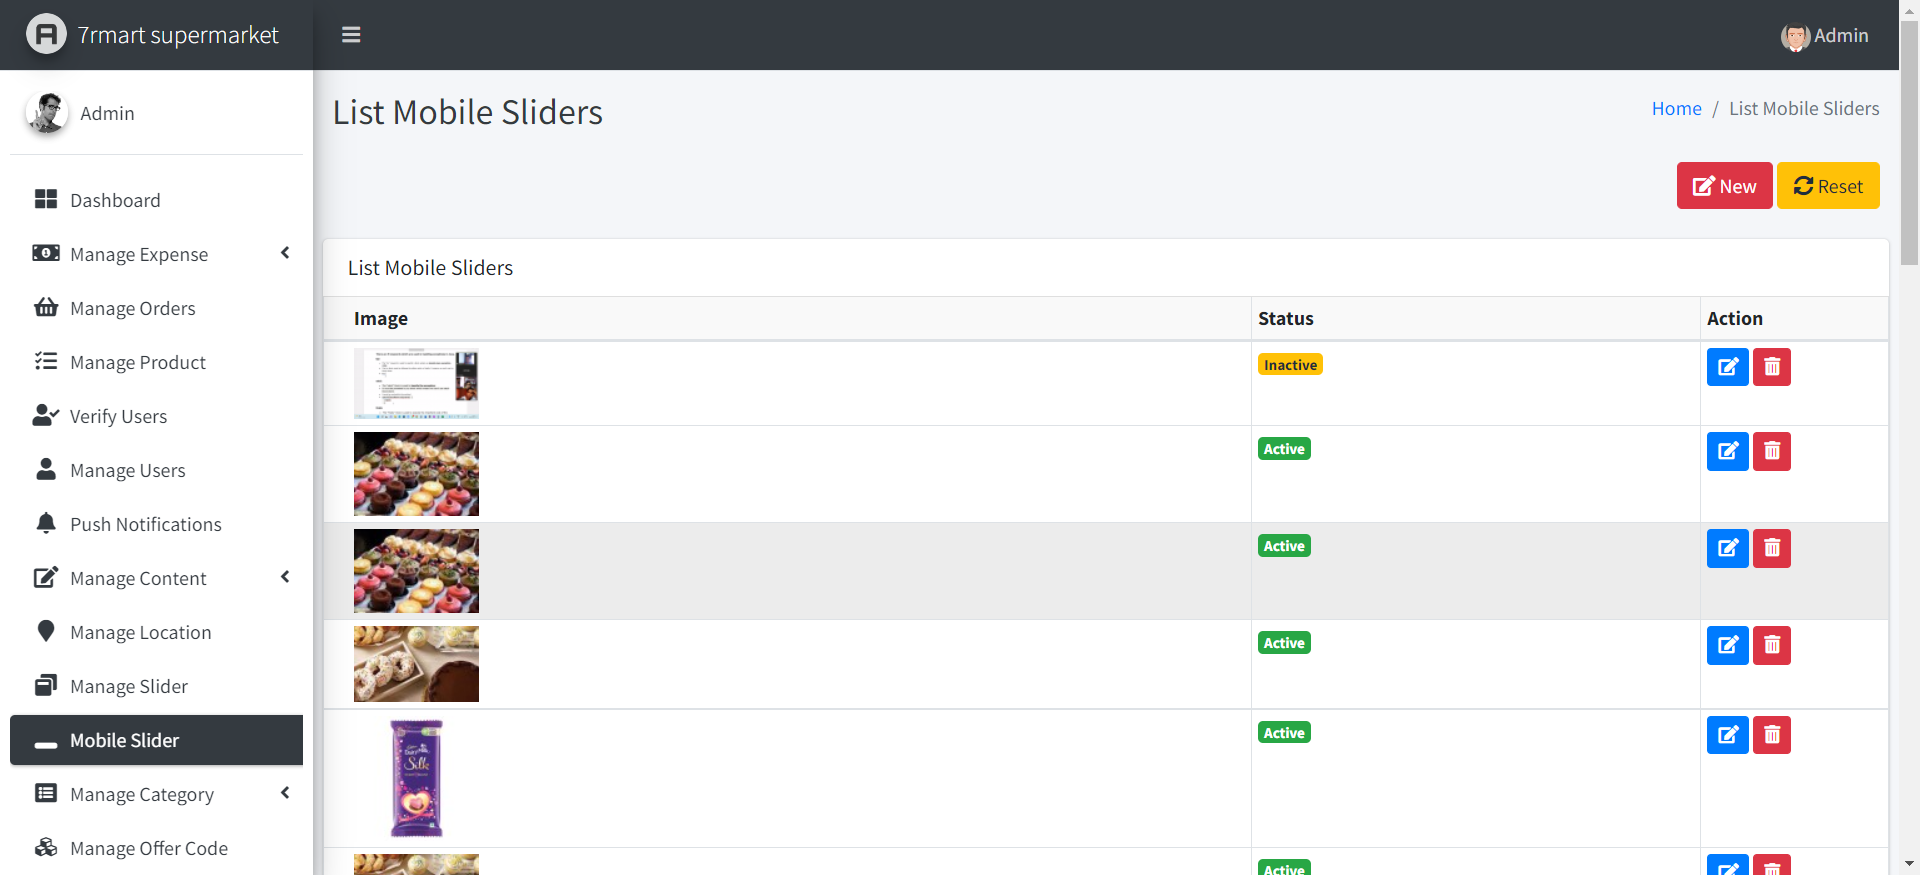 7rmart supermarket
Admin
Admin
List Mobile Sliders
Home / List Mobile Sliders
New
Reset
Dashboard
Manage Expense
Manage Orders
Manage Product
Verify Users
Manage Users
Push Notifications
Manage Content
Manage Location
Manage Slider
Mobile Slider
Manage Category
Manage Offer Code
List Mobile Sliders
Image Status Action
Inactive
Active
Active
Active
Silk
Active
Active